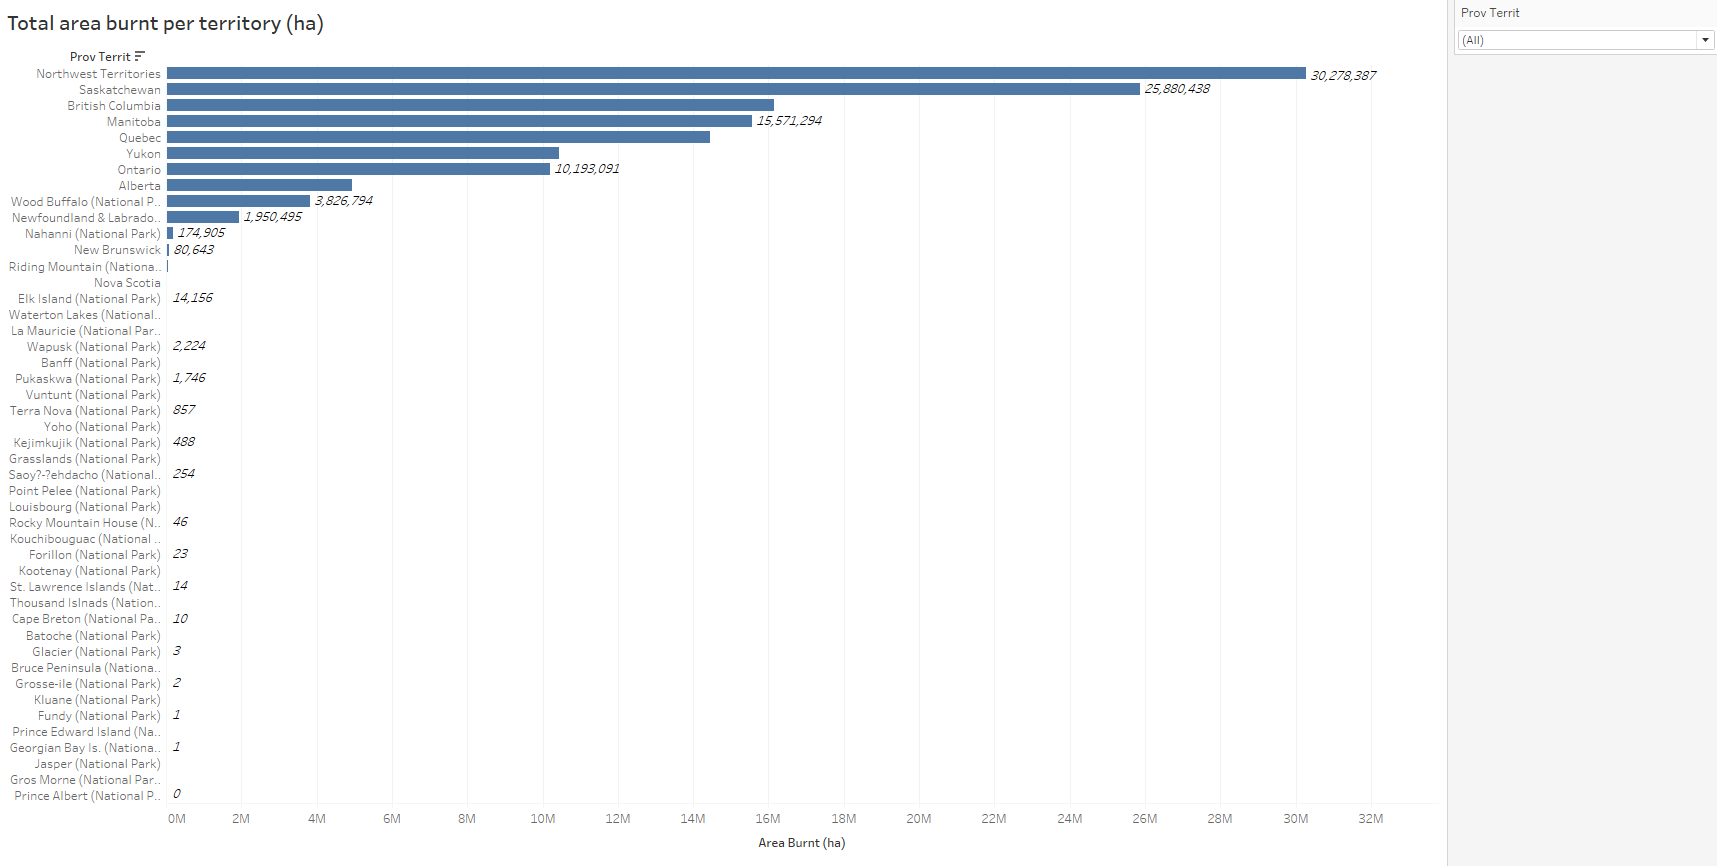 Total area burnt per territory (ha)
Prov Territ
(All)
Prov Territ
Northwest Territories 30,278,387
Saskatchewan 25,880,438
British Columbia
Manitoba 15,571,294
Quebec
Yukon
Ontario 10,193,091
Alberta
Wood Buffalo (National P.. 3,826,794
Newfoundland & Labrado.. 1,950,495
Nahanni (National Park) 174,905
New Brunswick 80,643
Riding Mountain (Nationa..
Nova Scotia
Elk Island (National Park) 14,156
Waterton Lakes (National..
La Mauricie (National Par..
Wapusk (National Park) 2,224
Banff (National Park)
Pukaskwa (National Park) 1,746
Vuntunt (National Park)
Terra Nova (National Park) 857
Yoho (National Park)
Kejimkujik (National Park) 488
Grasslands (National Park)
Saoy?-?ehdacho (National.. 254
Point Pelee (National Park)
Louisbourg (National Park)
Rocky Mountain House (N.. 46
Kouchibouguac (National ..
Forillon (National Park) 23
Kootenay (National Park)
St. Lawrence Islands (Nat.. 14
Thousand Islnads (Nation..
Cape Breton (National Pa.. 10
Batoche (National Park)
Glacier (National Park) 3
Bruce Peninsula (Nationa..
Grosse-ile (National Park) 2
Kluane (National Park)
Fundy (National Park) 1
Prince Edward Island (Na..
Georgian Bay Is. (Nationa.. 1
Jasper (National Park)
Gros Morne (National Par..
Prince Albert (National P.. 0
0M 2M 4M 6M 8M 10M 12M 14M 16M 18M 20M 22M 24M 26M 28M 30M 32M
Area Burnt (ha)